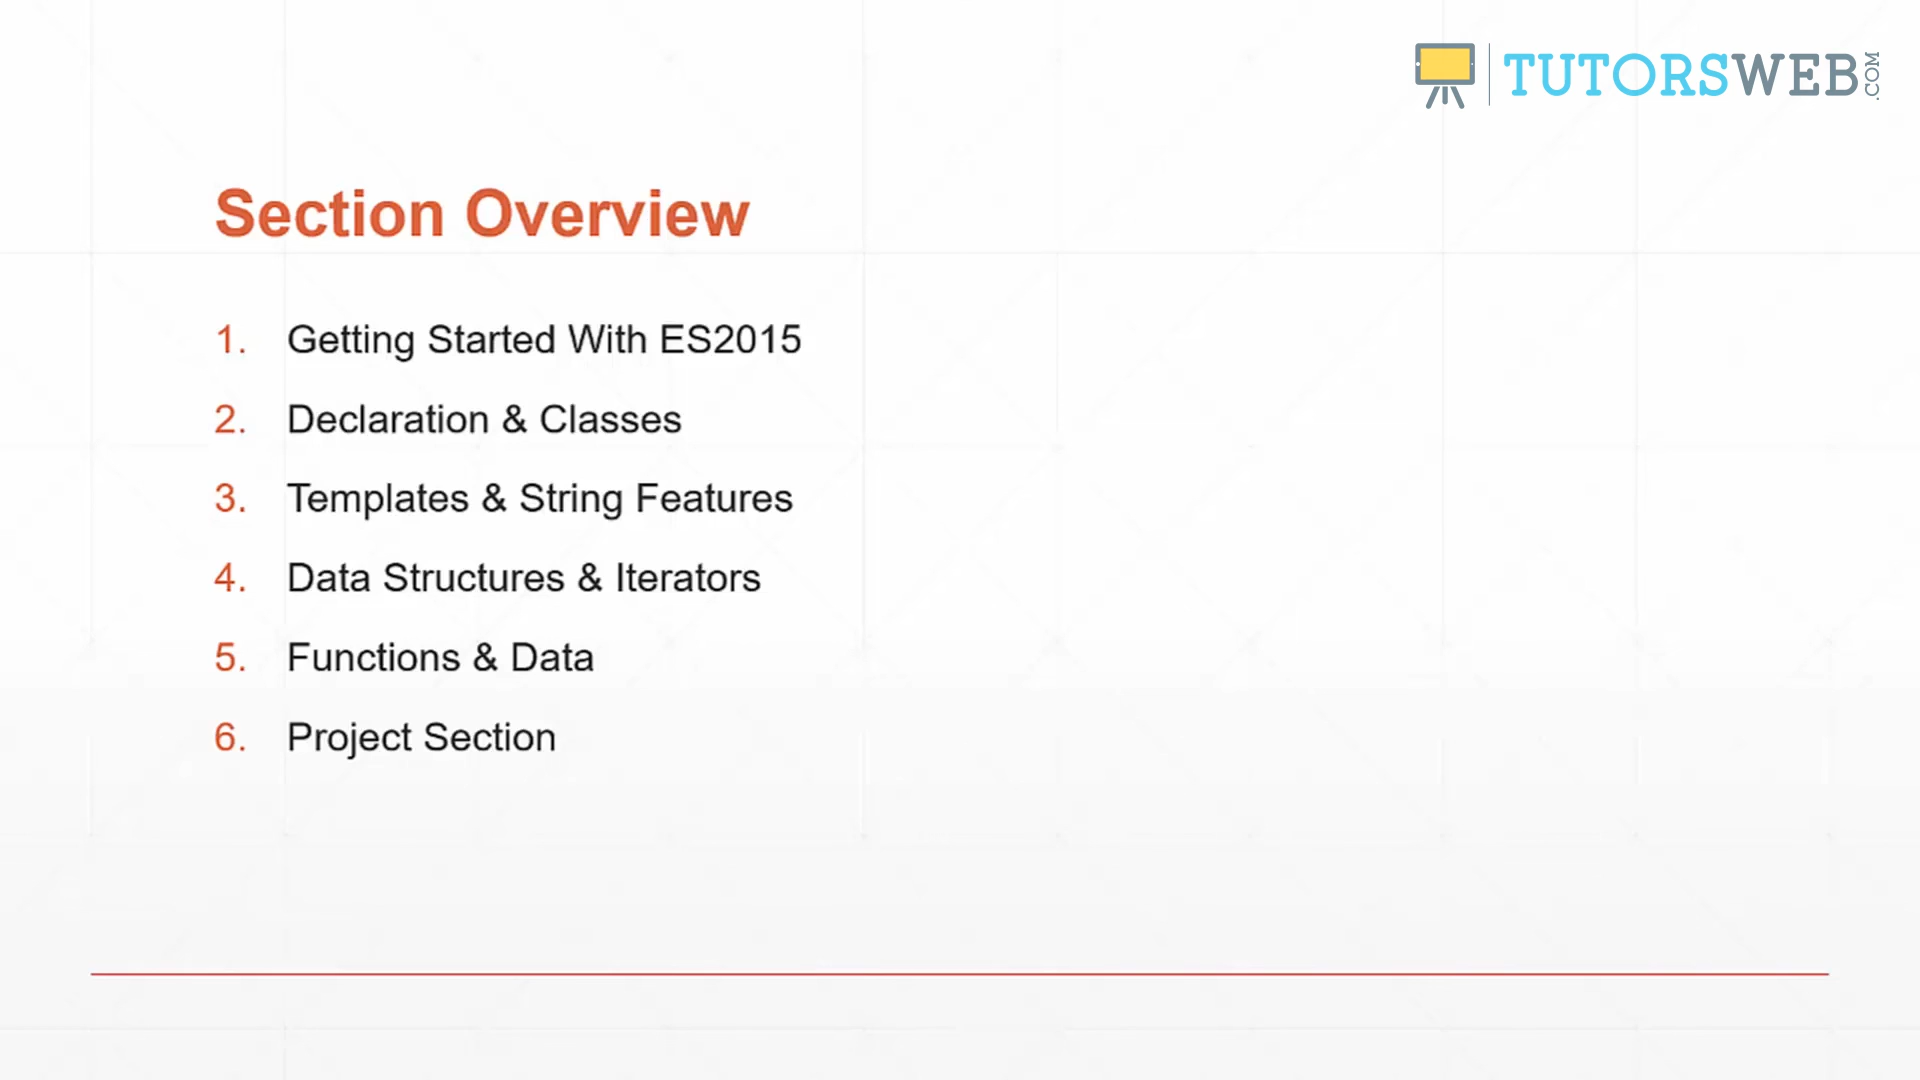 TUTORSWEB.COM
Section Overview
1. Getting Started With ES2015
2. Declaration & Classes
3. Templates & String Features
4. Data Structures & Iterators
5. Functions & Data
6. Project Section